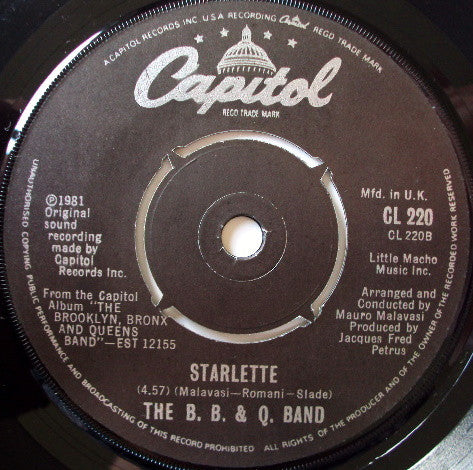 A CAPITOL RECORDS INC. U.S.A. RECORDING Capitol REGD TRADE MARK
Capitol
REGD TRADE MARK
Ⓟ1981
Original
sound
recording
made by
Capitol
Records Inc.
Mfd. in U.K.
CL 220
CL 220B
Little Macho
Music Inc.
From the Capitol
Album "THE
BROOKLYN, BRONX
AND QUEENS
BAND"—EST 12155
Arranged and
Conducted by
Mauro Malavasi
Produced by
Jacques Fred
Petrus
STARLETTE
(4.57) (Malavasi—Romani—Slade)
THE B. B. & Q. BAND
UNAUTHORISED COPYING PUBLIC PERFORMANCE AND BROADCASTING OF THIS RECORD PROHIBITED ALL RIGHTS OF THE PRODUCER AND OF THE OWNER OF THE RECORDED WORK RESERVED